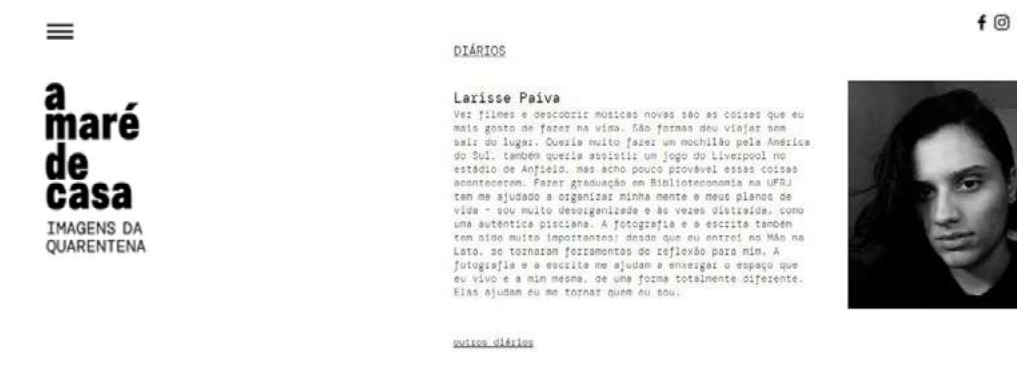 a
maré
de
casa
IMAGENS DA
QUARENTENA
DIÁRIOS
Larisse Paiva
Ver filmes e descobrir músicas novas são as coisas que eu
mais gosto de fazer na vida. São formas deu viajar sem
sair do lugar. Queria muito fazer um mochilão pela América
do Sul, também queria assistir um jogo do Liverpool no
estádio de Anfield, mas acho pouco provável essas coisas
acontecerem. Fazer graduação em Biblioteconomia na UFRJ
tem me ajudado a organizar minha mente e meus planos de
vida - sou muito desorganizada e às vezes distraída, como
uma autêntica pisciana. A fotografia e a escrita também
tem sido muito importantes; desde que eu entrei no Mão na
Lata, se tornaram ferramentas de reflexão para mim. A
fotografia e a escrita me ajudam a enxergar o espaço que
eu vivo e a mim mesma, de uma forma totalmente diferente.
Elas ajudam eu me tornar quem eu sou.
outros diários